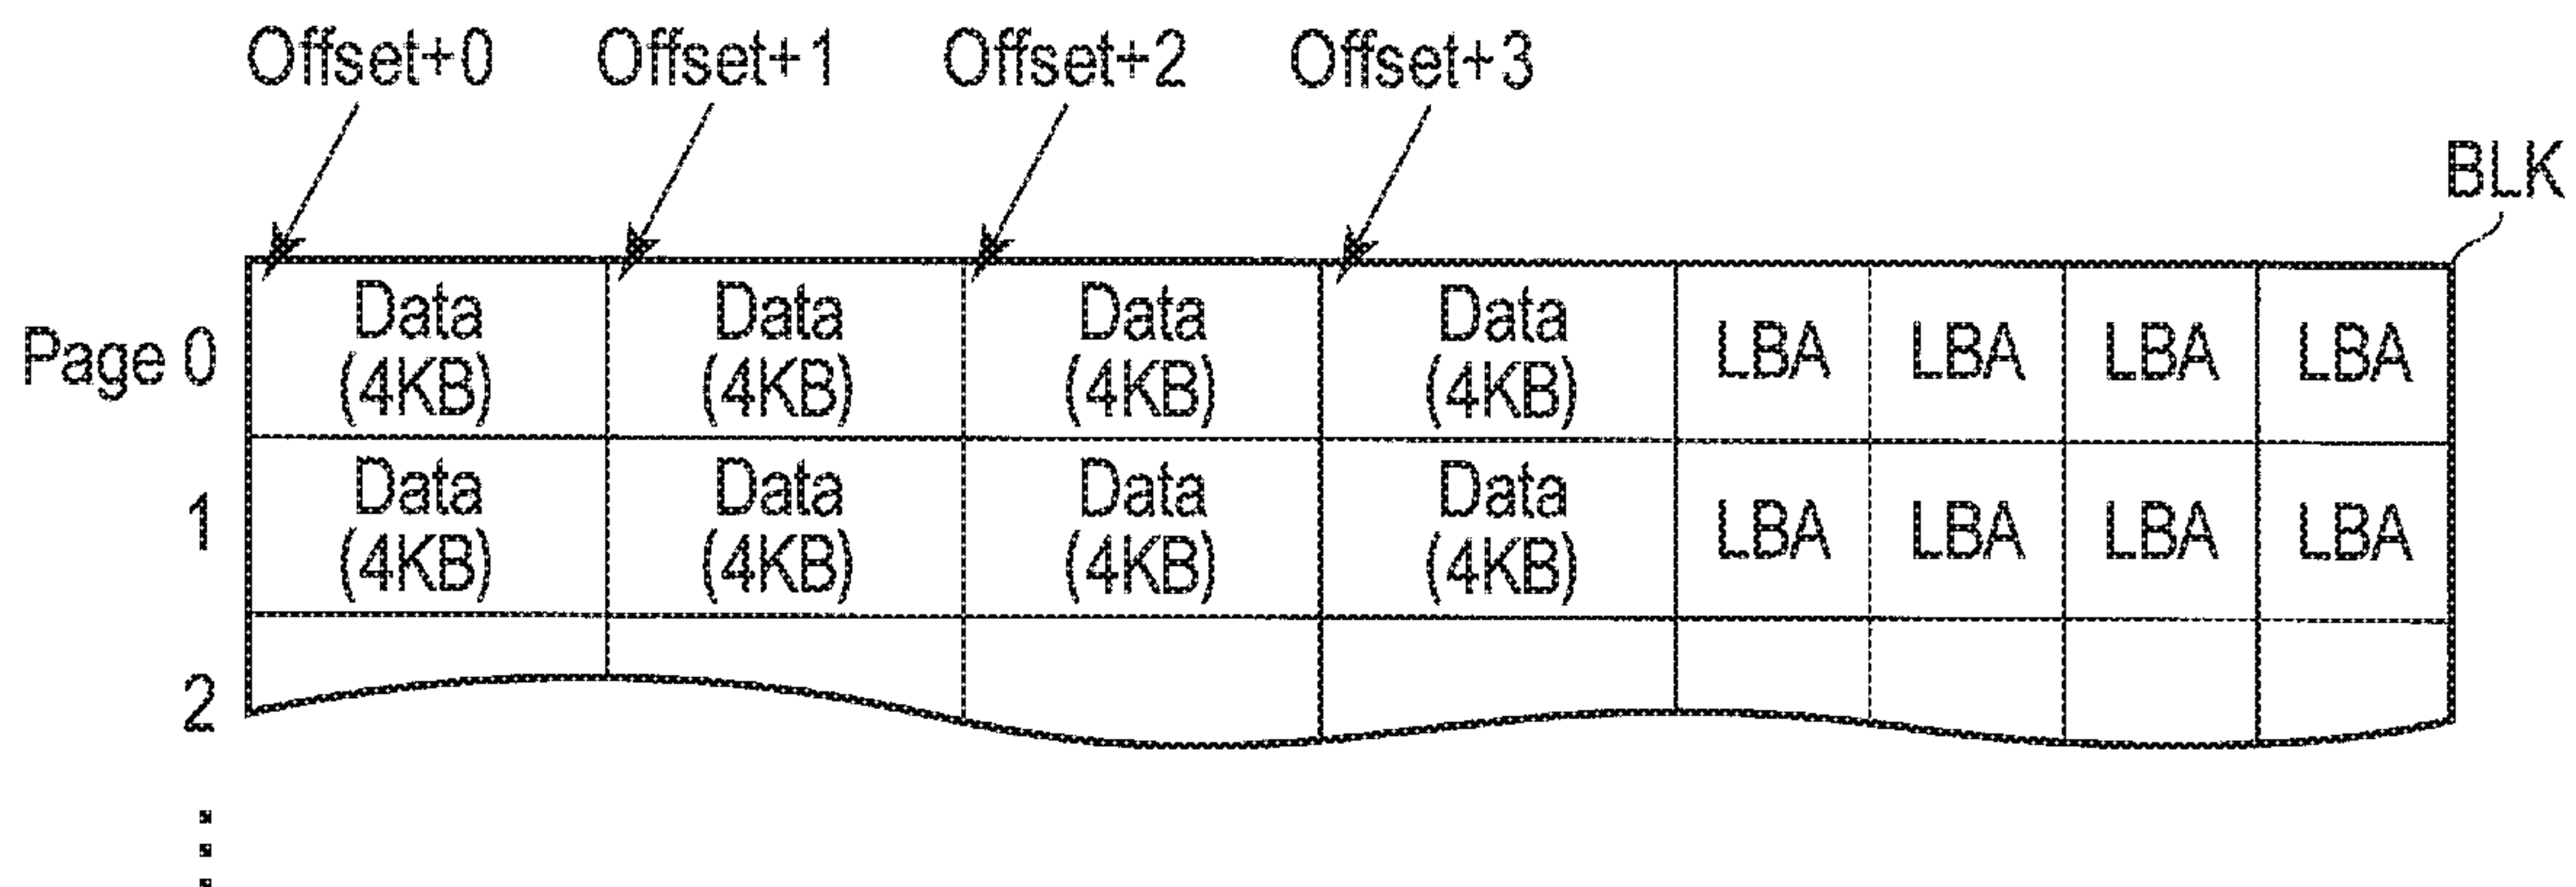 Offset+0 Offset+1 Offset+2 Offset+3
BLK
Page 0 Data (4KB) Data (4KB) Data (4KB) Data (4KB) LBA LBA LBA LBA
1 Data (4KB) Data (4KB) Data (4KB) Data (4KB) LBA LBA LBA LBA
2